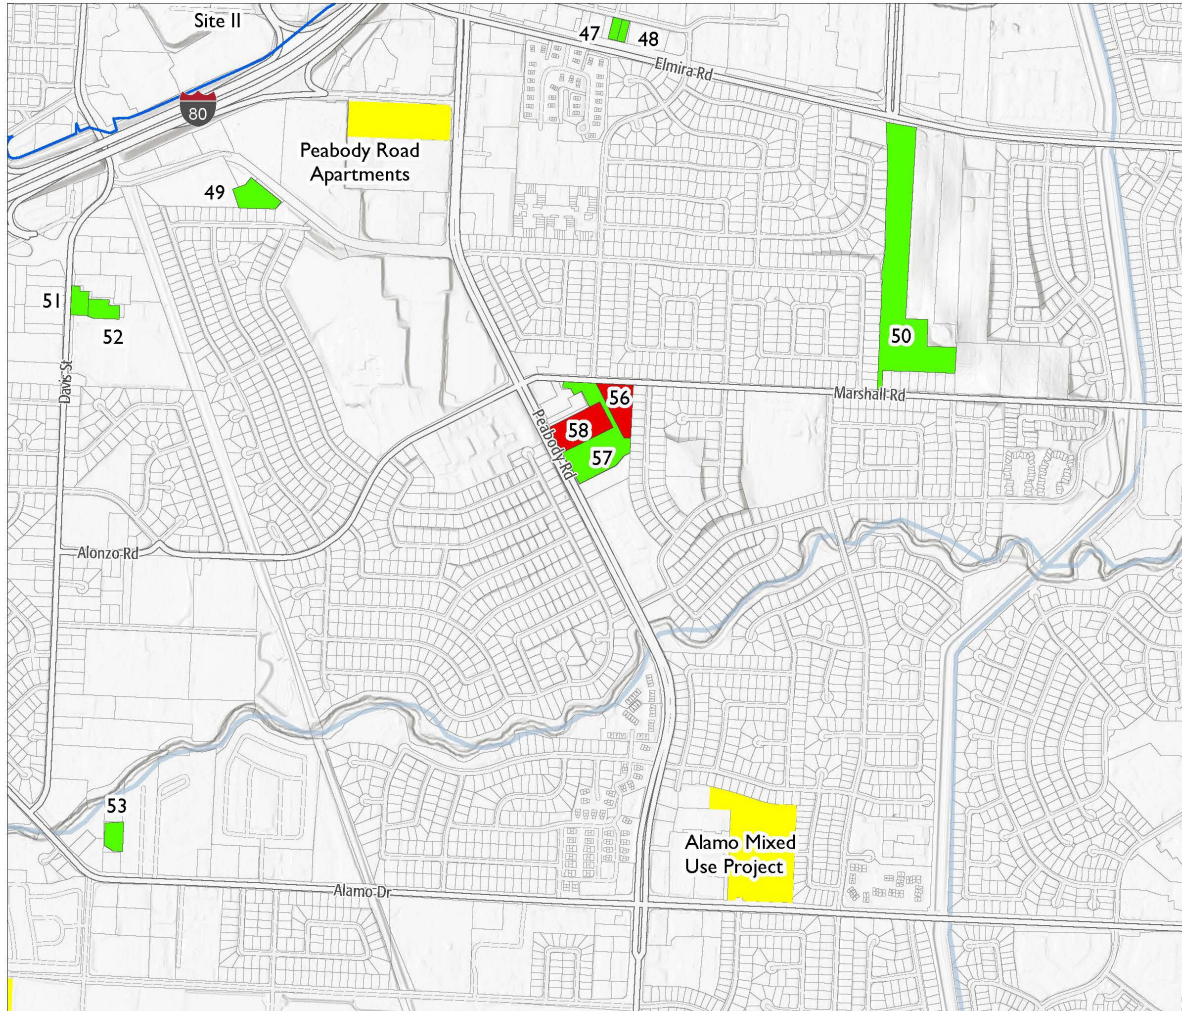 Site II
47
48
Elmira Rd
80
Peabody Road
Apartments
49
51
52
50
Davis St
Marshall Rd
56
58
57
Peabody Rd
Alonzo Rd
53
Alamo Mixed
Use Project
Alamo Dr